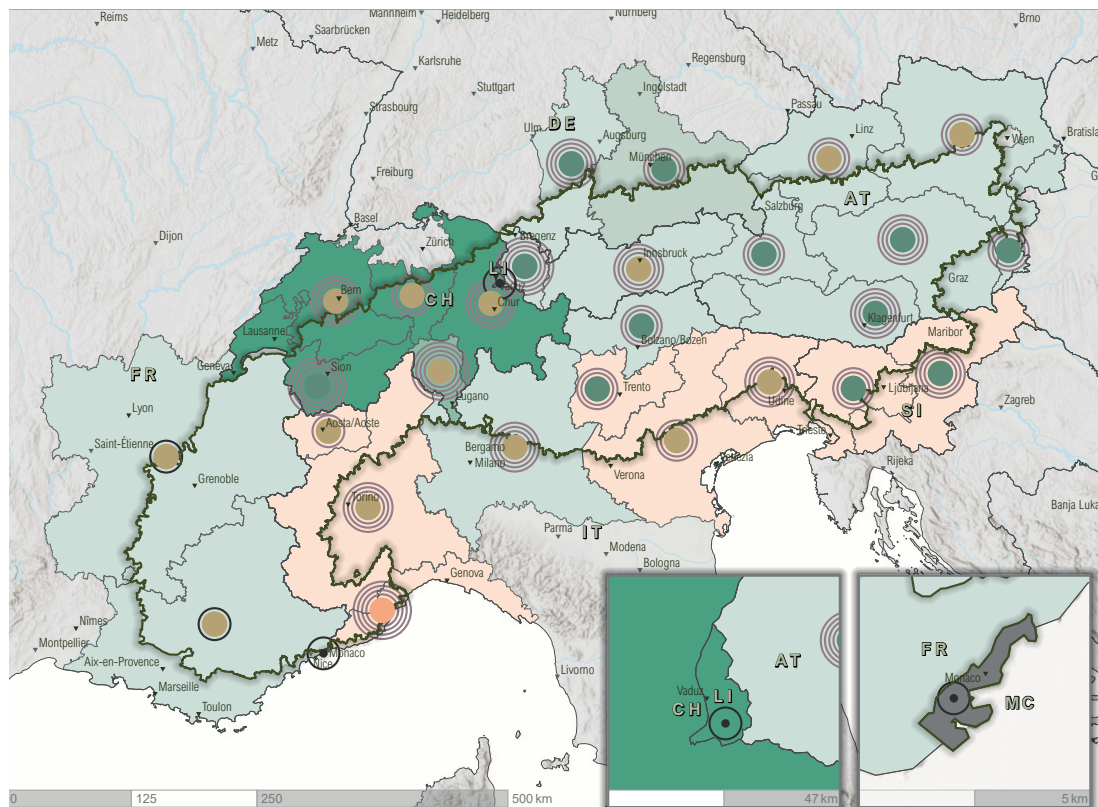 Reims
Mannheim
Heidelberg
Nürnberg
Brno
Saarbrücken
Metz
Karlsruhe
Regensburg
Stuttgart
Ingolstadt
Strasbourg
Passau
Ulm
DE
Augsburg
Linz
Wien
Bratisla
München
Freiburg
Salzburg
AT
Basel
Dijon
Zürich
Bregenz
Innsbruck
LI
Vaduz
Graz
Bern
CH
Chur
Lausanne
Klagenfurt
Maribor
Bolzano/Bozen
FR
Genève
Sion
Lugano
Trento
Ljubljana
Udine
SI
Zagreb
Lyon
Aosta/Aoste
Trieste
Saint-Étienne
Bergamo
Milano
Venezia
Rijeka
Verona
Grenoble
Torino
Banja Luka
Parma
IT
Modena
Bologna
Genova
Nîmes
Montpellier
Monaco
Nice
Aix-en-Provence
Livorno
Marseille
Toulon
AT
Vaduz
LI
CH
FR
Monaco
MC
0
125
250
500 km
47 km
5 km